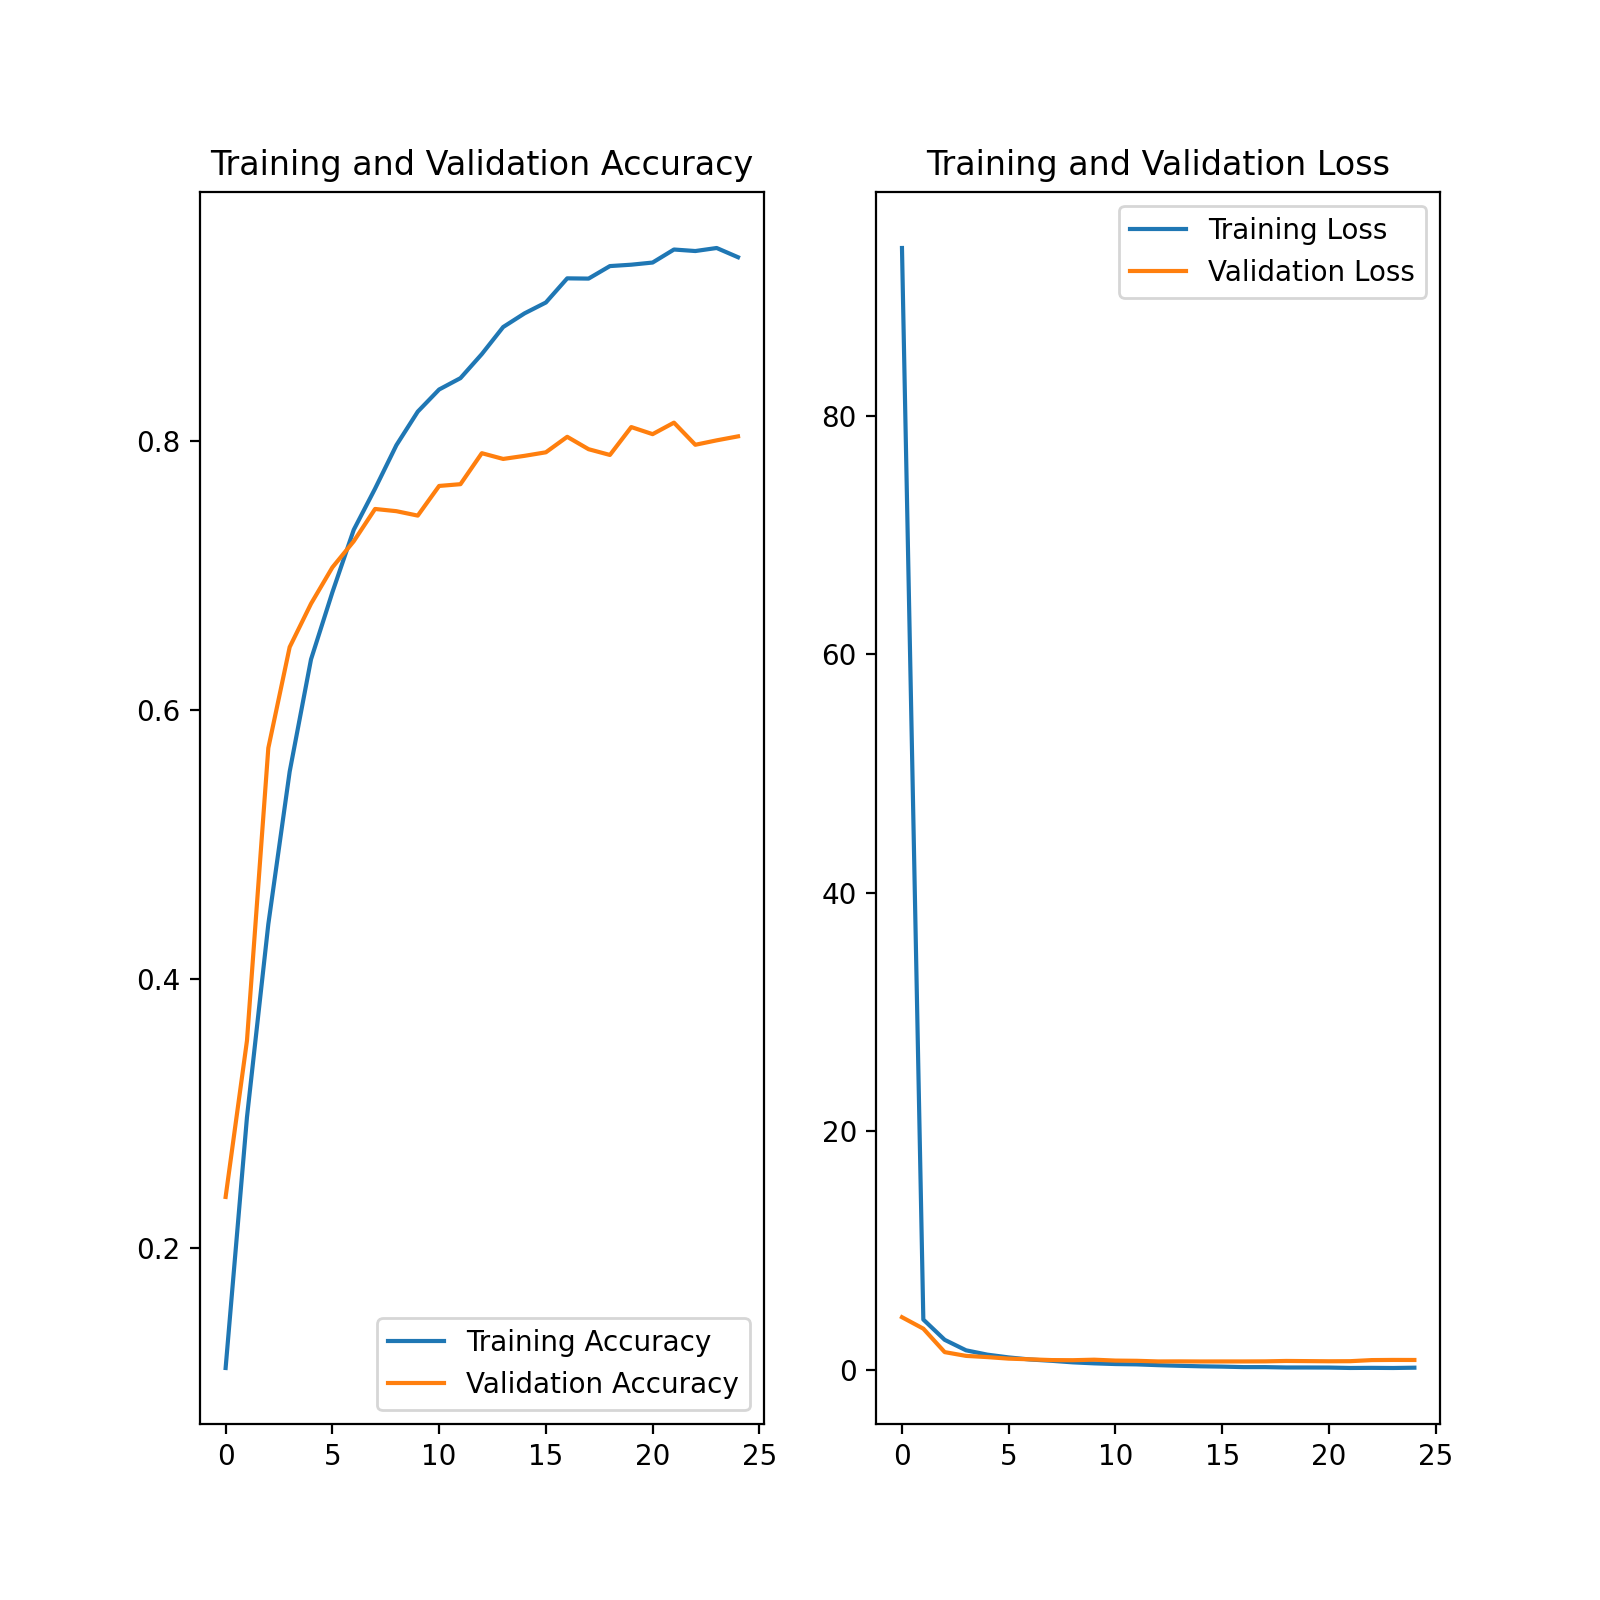 Training and Validation Accuracy
0.8
0.6
0.4
0.2
Training Accuracy
Validation Accuracy
0 5 10 15 20 25
Training and Validation Loss
Training Loss
Validation Loss
80
60
40
20
0
0 5 10 15 20 25